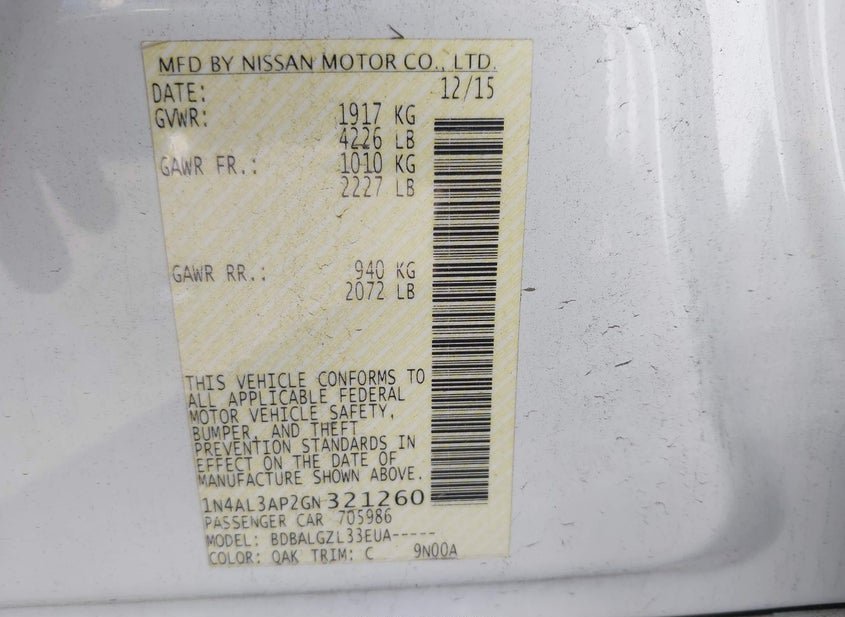 MFD BY NISSAN MOTOR CO., LTD.
DATE: 12/15
GVWR: 1917 KG
4226 LB
GAWR FR.: 1010 KG
2227 LB
GAWR RR.: 940 KG
2072 LB
THIS VEHICLE CONFORMS TO
ALL APPLICABLE FEDERAL
MOTOR VEHICLE SAFETY,
BUMPER, AND THEFT
PREVENTION STANDARDS IN
EFFECT ON THE DATE OF
MANUFACTURE SHOWN ABOVE.
1N4AL3AP2GN321260
PASSENGER CAR 705986
MODEL: BDBALGZL33EUA-----
COLOR: QAK TRIM: C 9N00A